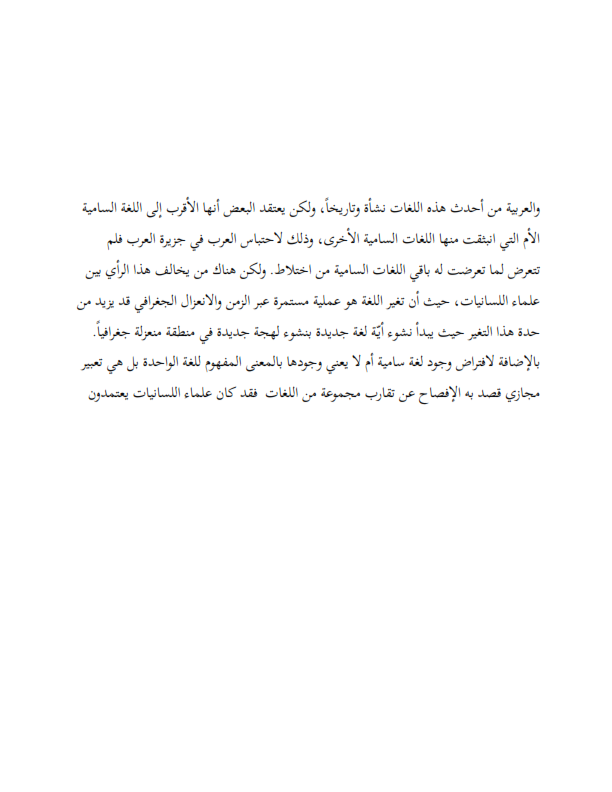 والعربية من أحدث هذه اللغات نشأة وتاريخاً، ولكن يعتقد البعض أنها الأقرب إلى اللغة السامية
الأم التي انبثقت منها اللغات السامية الأخرى، وذلك لاحتباس العرب في جزيرة العرب فلم
تتعرض لما تعرضت له باقي اللغات السامية من اختلاط. ولكن هناك من يخالف هذا الرأي بين
علماء اللسانيات، حيث أن تغير اللغة هو عملية مستمرة عبر الزمن والانعزال الجغرافي قد يزيد من
حدة هذا التغير حيث يبدأ نشوء أيّة لغة جديدة بنشوء لهجة جديدة في منطقة منعزلة جغرافياً.
بالإضافة لافتراض وجود لغة سامية أم لا يعني وجودها بالمعنى المفهوم للغة الواحدة بل هي تعبير
مجازي قصد به الإفصاح عن تقارب مجموعة من اللغات  فقد كان علماء اللسانيات يعتمدون